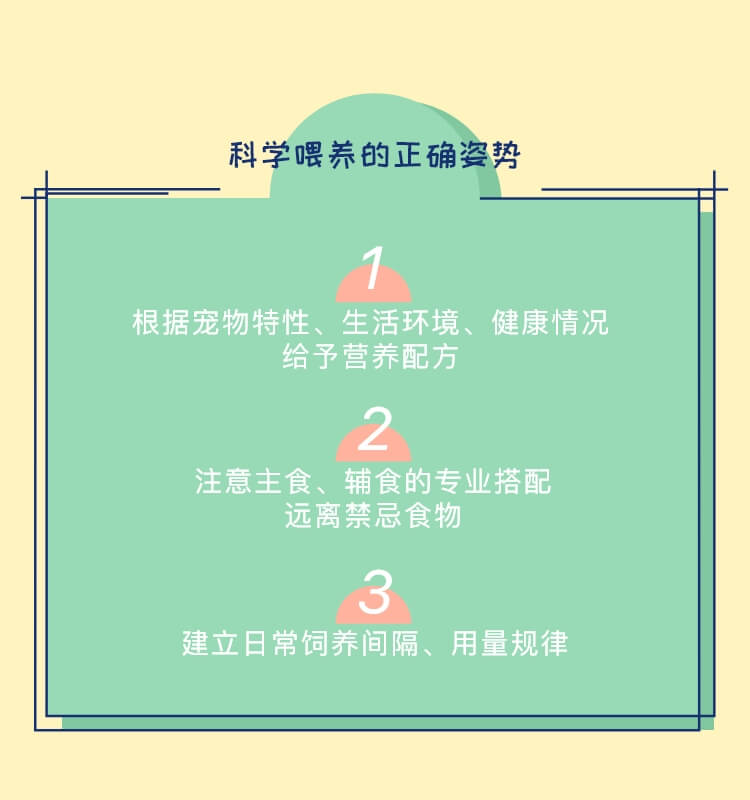 科学喂养的正确姿势
1
根据宠物特性、生活环境、健康情况
给予营养配方
2
注意主食、辅食的专业搭配
远离禁忌食物
3
建立日常饲养间隔、用量规律